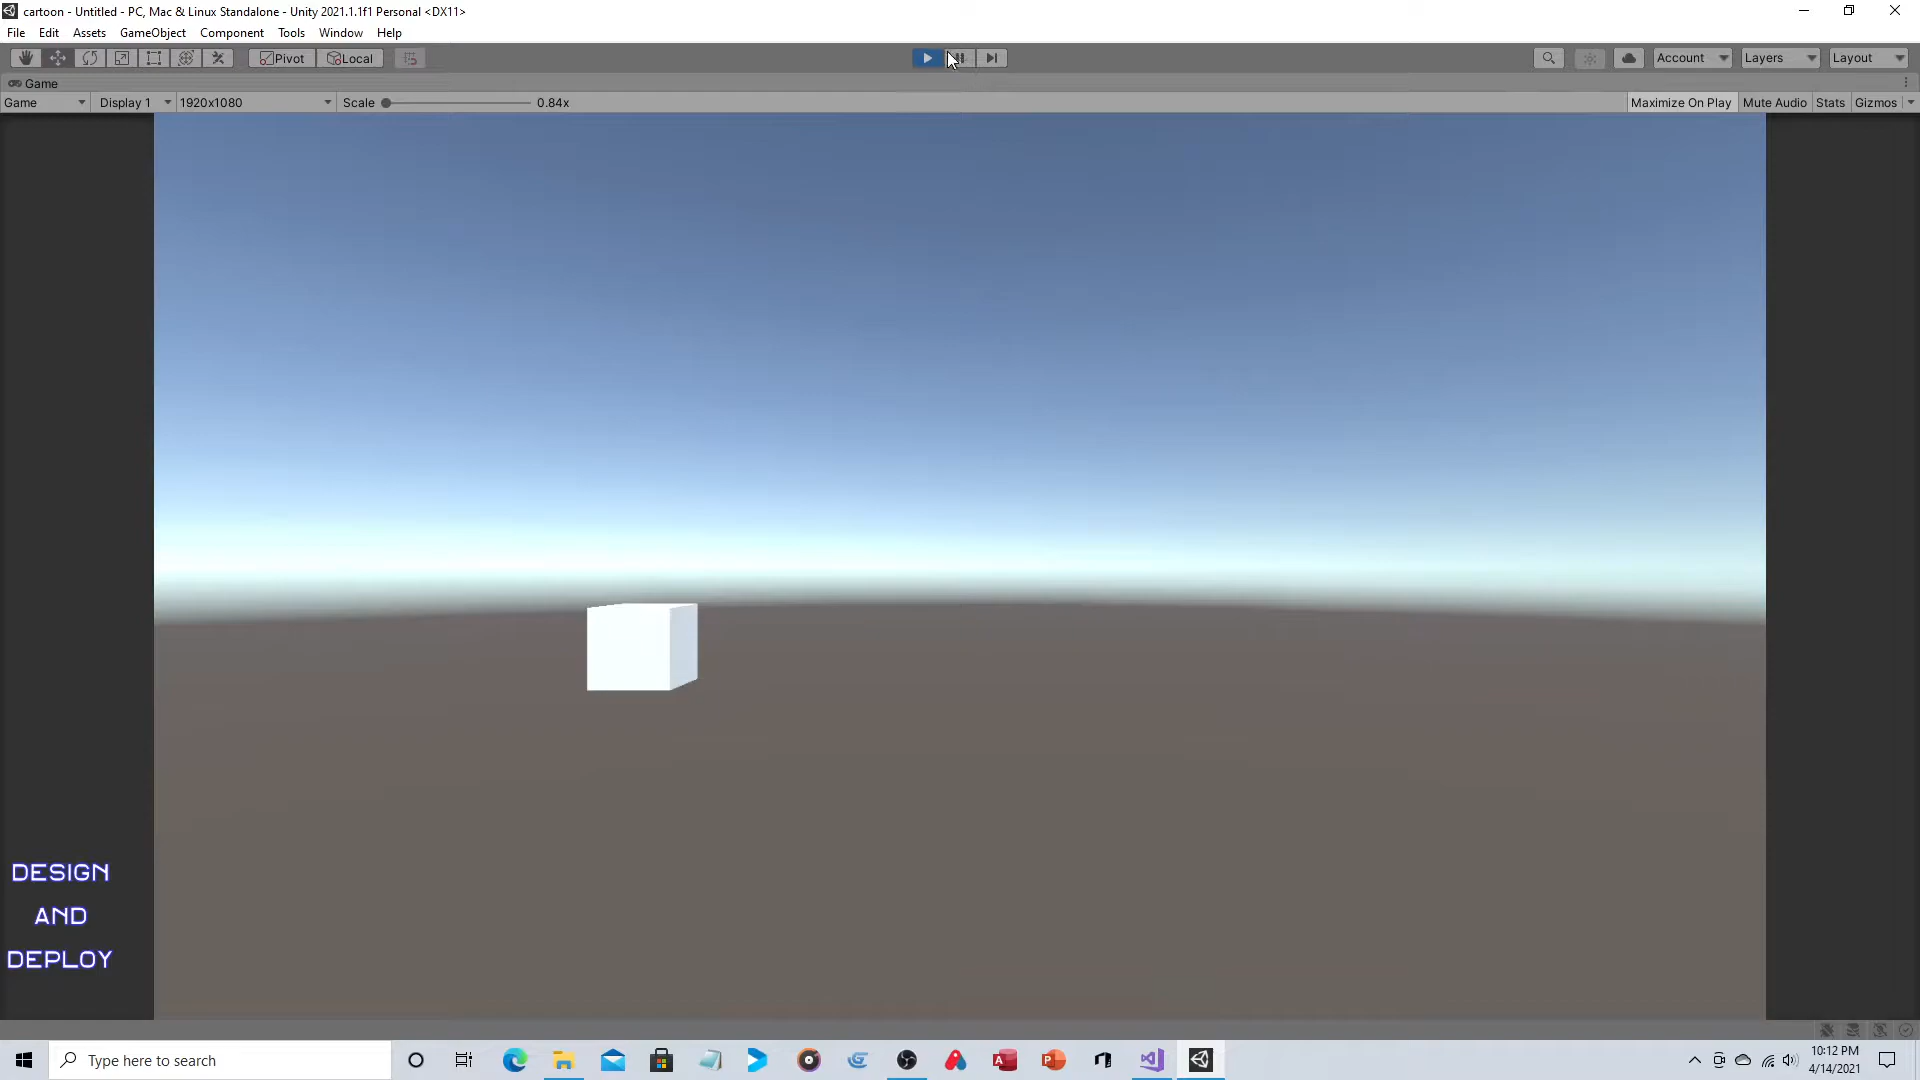 cartoon - Untitled - PC, Mac & Linux Standalone - Unity 2021.1.1f1 Personal <DX11>
File Edit Assets GameObject Component Tools Window Help
Pivot Local Account Layers Layout
Game
Game Display 1 1920x1080 Scale 0.84x Maximize On Play Mute Audio Stats Gizmos
DESIGN
AND
DEPLOY
Type here to search
10:12 PM
4/14/2021